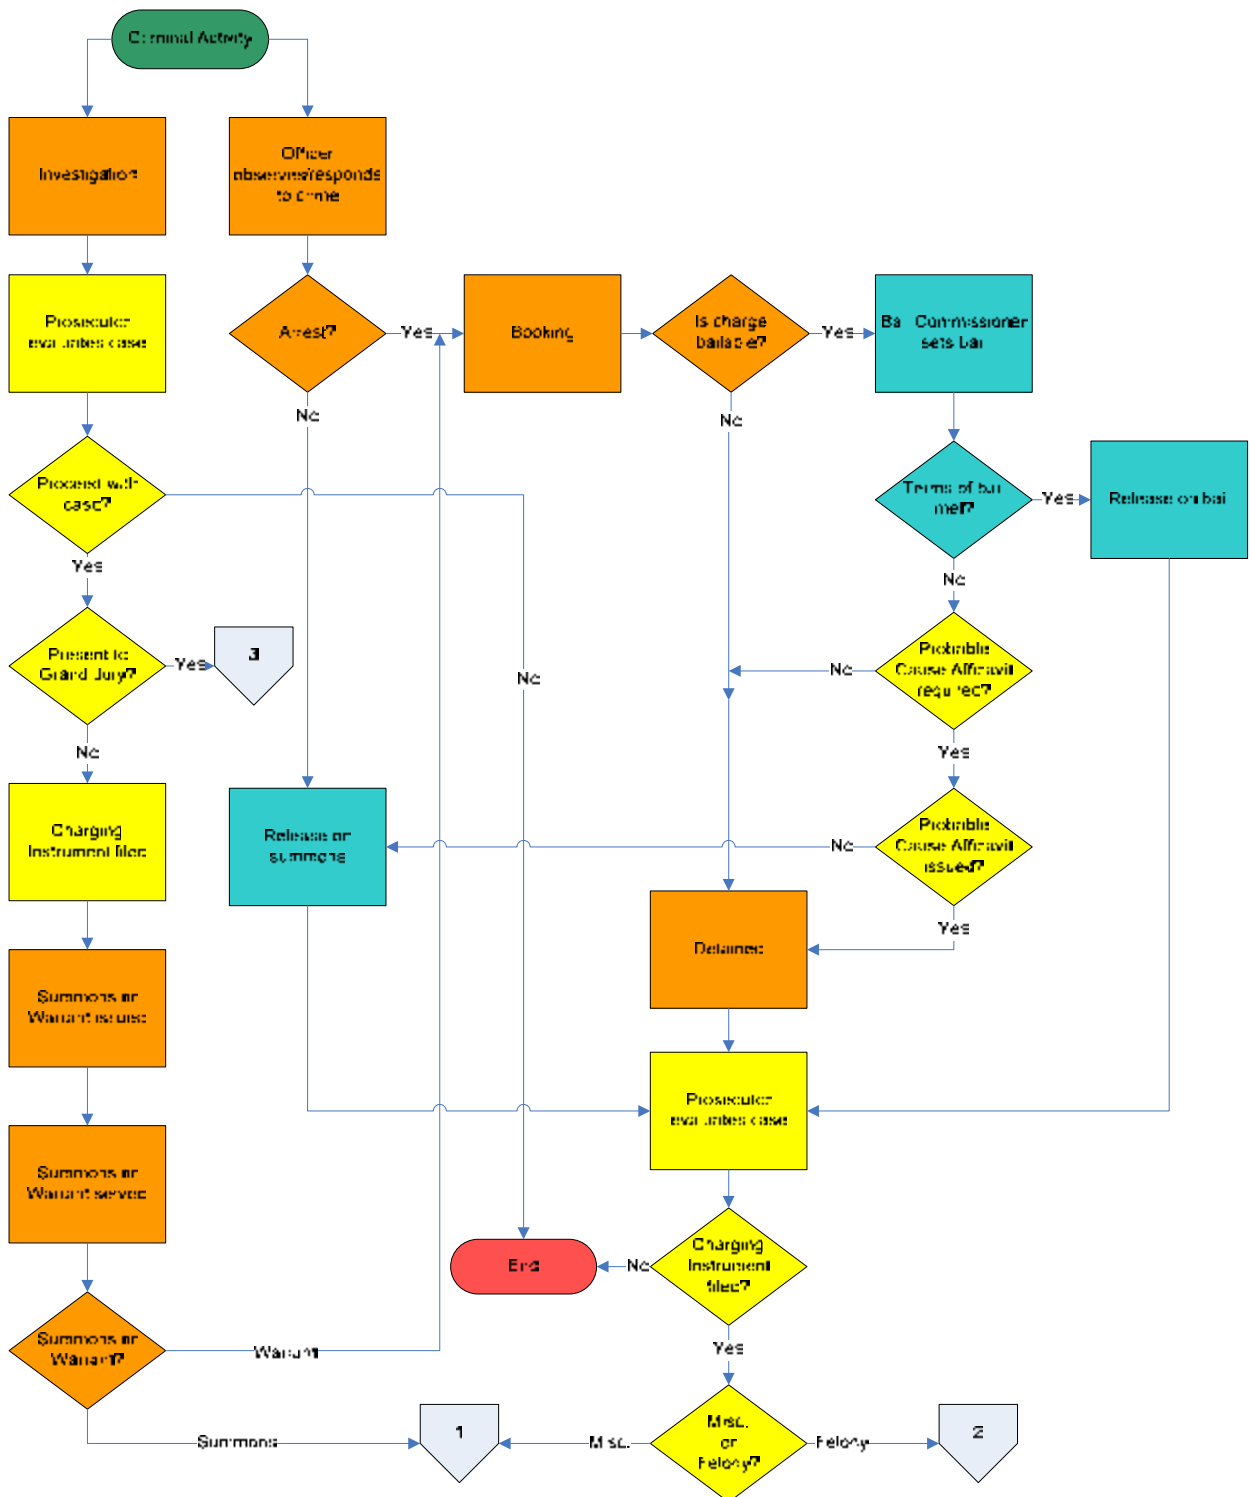 Criminal Activity
Investigation
Officer
observes/responds
to crime
Prosecutor
evaluates case
Arrest?
Yes
Booking
Is charge
bailable?
Yes
Bail Commissioner
sets bail
No
No
Proceed with
case?
Terms of bail
met?
Yes
Release on bail
Yes
No
Present to
Grand Jury?
Yes
3
No
No
Probable
Cause Affidavit
required?
No
Yes
Charging
Instrument filed
Release on
summons
No
Probable
Cause Affidavit
issued?
Yes
Detained
Summons or
Warrant issued
Prosecutor
evaluates case
Summons or
Warrant served
End
No
Charging
Instrument
filed?
Yes
Summons or
Warrant?
Warrant
Summons
1
Misc.
Misc.
or
Felony?
Felony
2